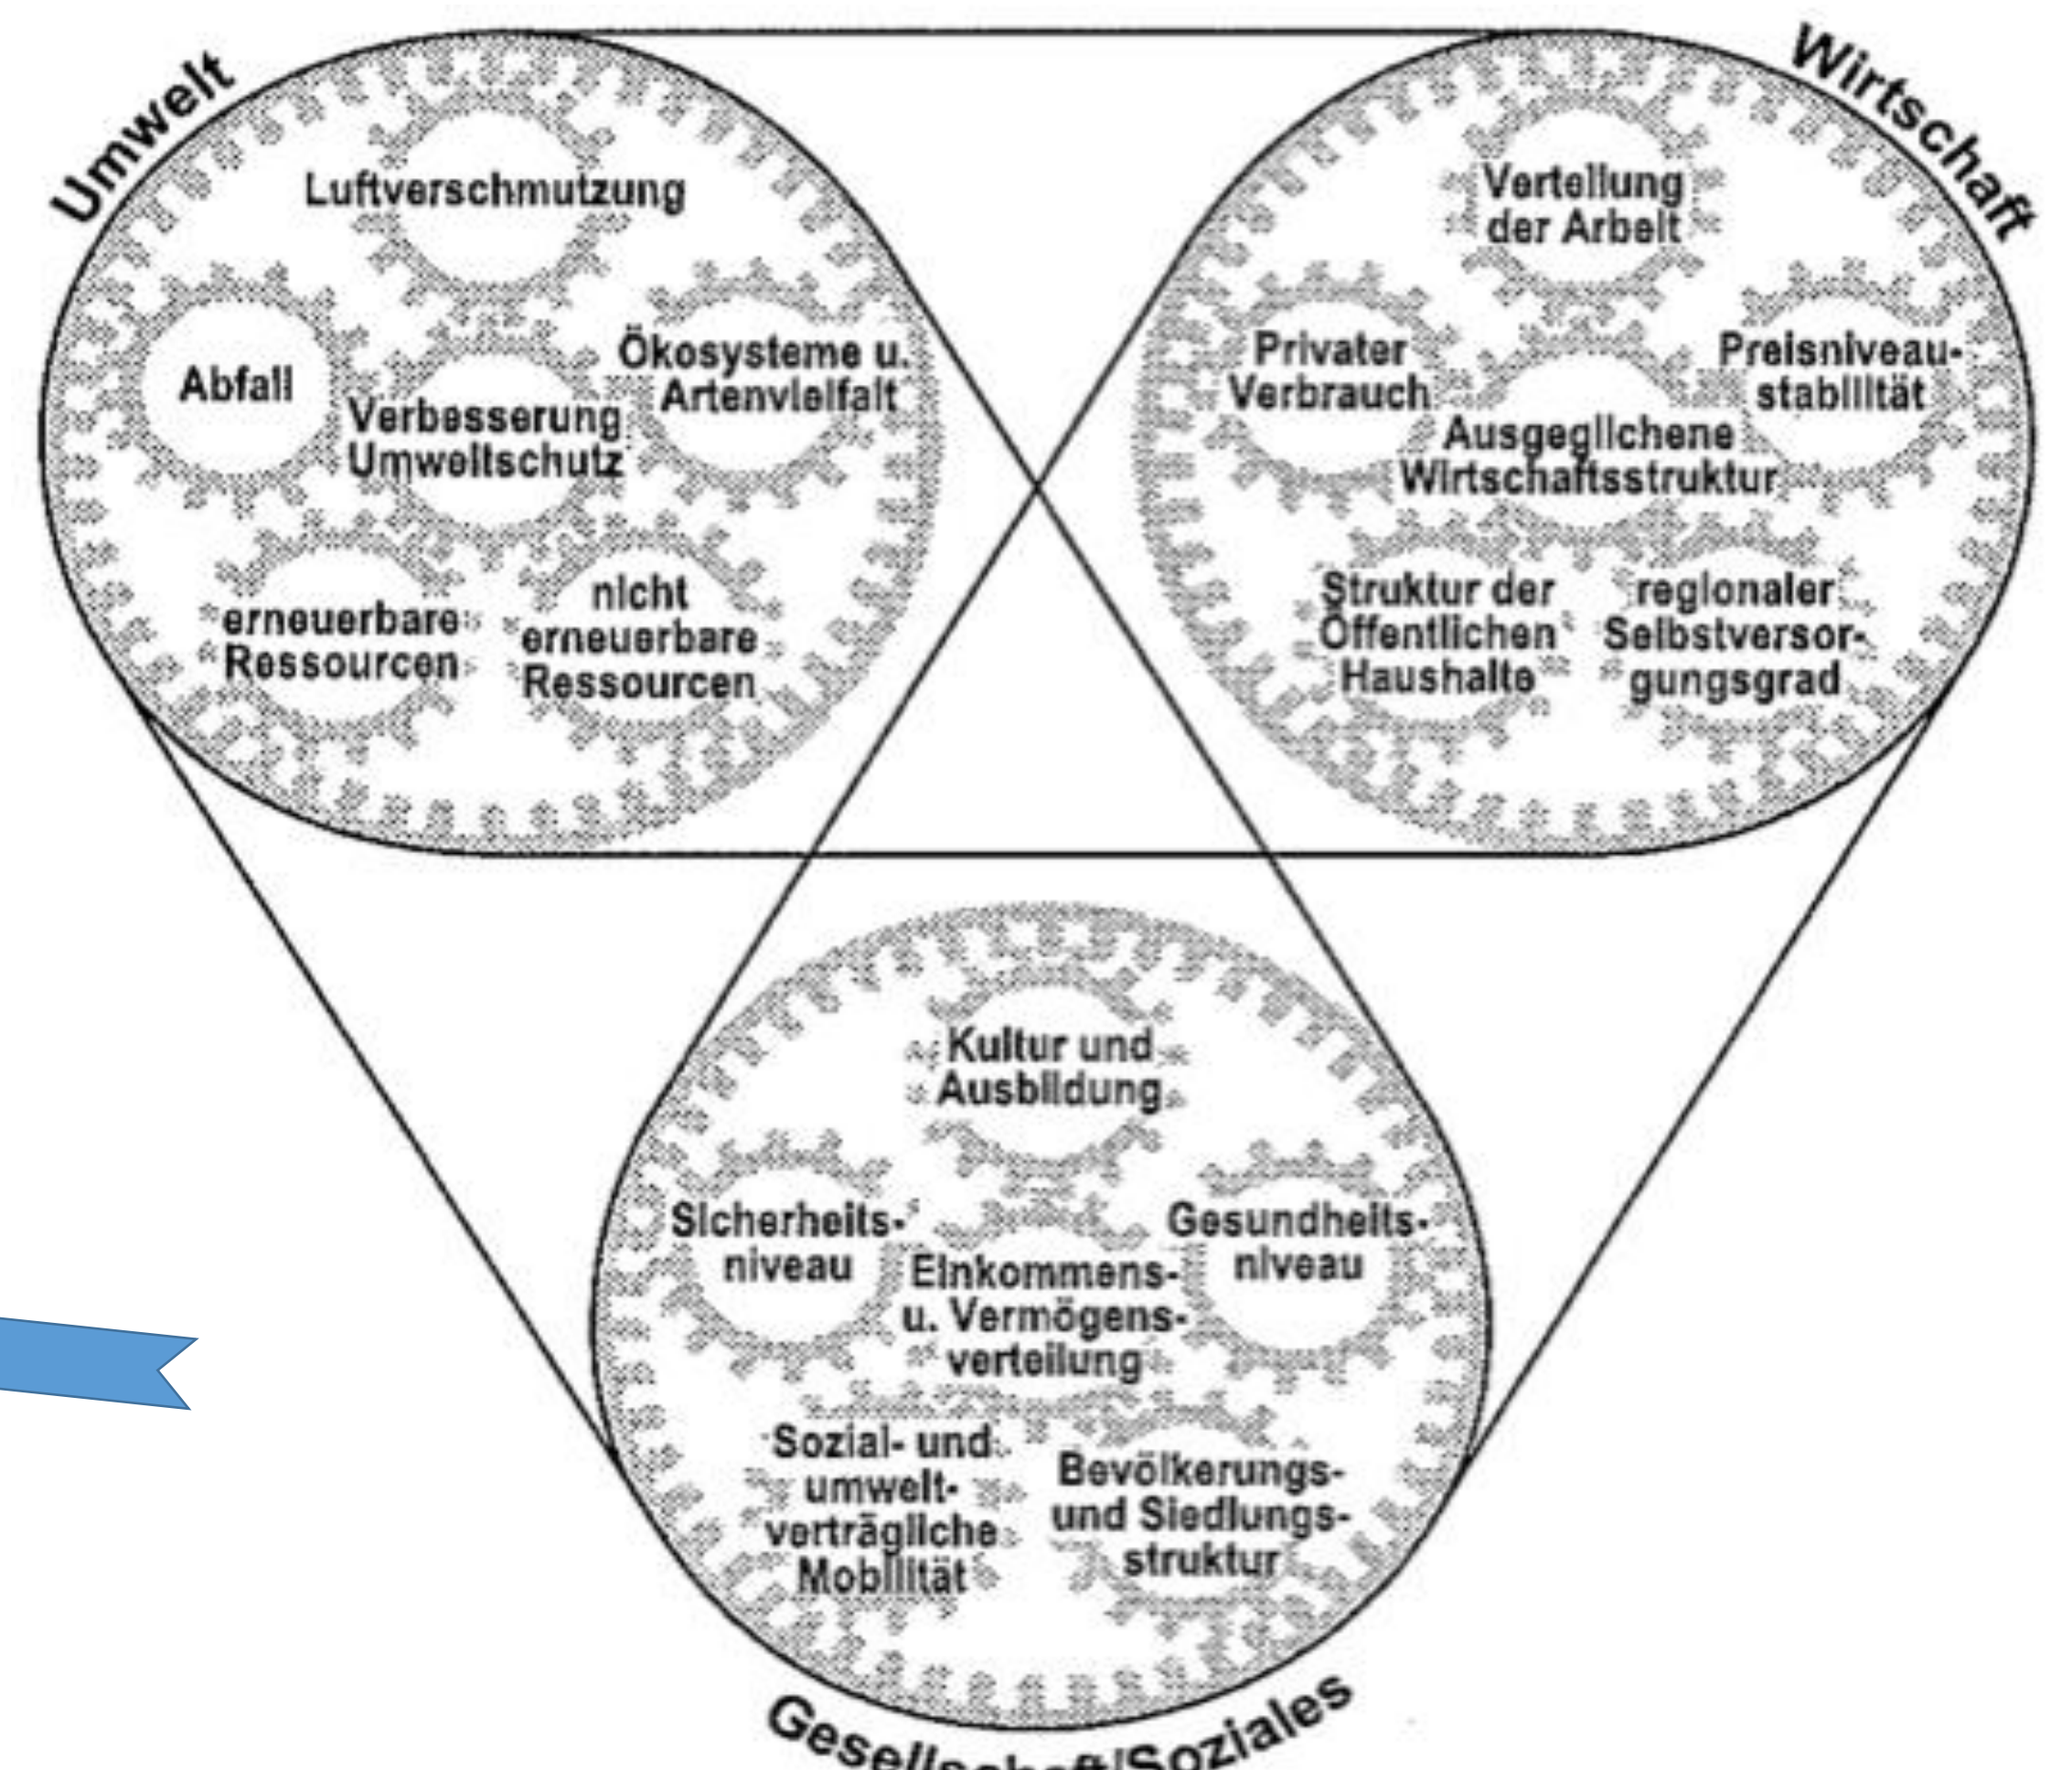 Umwelt
Luftverschmutzung
Abfall
Ökosysteme u.
Artenvielfalt
Verbesserung
Umweltschutz
erneuerbare
Ressourcen
nicht
erneuerbare
Ressourcen
Wirtschaft
Verteilung
der Arbeit
Privater
Verbrauch
Preisniveau-
stabilität
Ausgeglichene
Wirtschaftsstruktur
Struktur der
Öffentlichen
Haushalte
regionaler
Selbstversor-
gungsgrad
Kultur und
Ausbildung
Sicherheits-
niveau
Gesundheits-
niveau
Einkommens-
u. Vermögens-
verteilung
Sozial- und
umwelt-
verträgliche
Mobilität
Bevölkerungs-
und Siedlungs-
struktur
Gesellschaft/Soziales